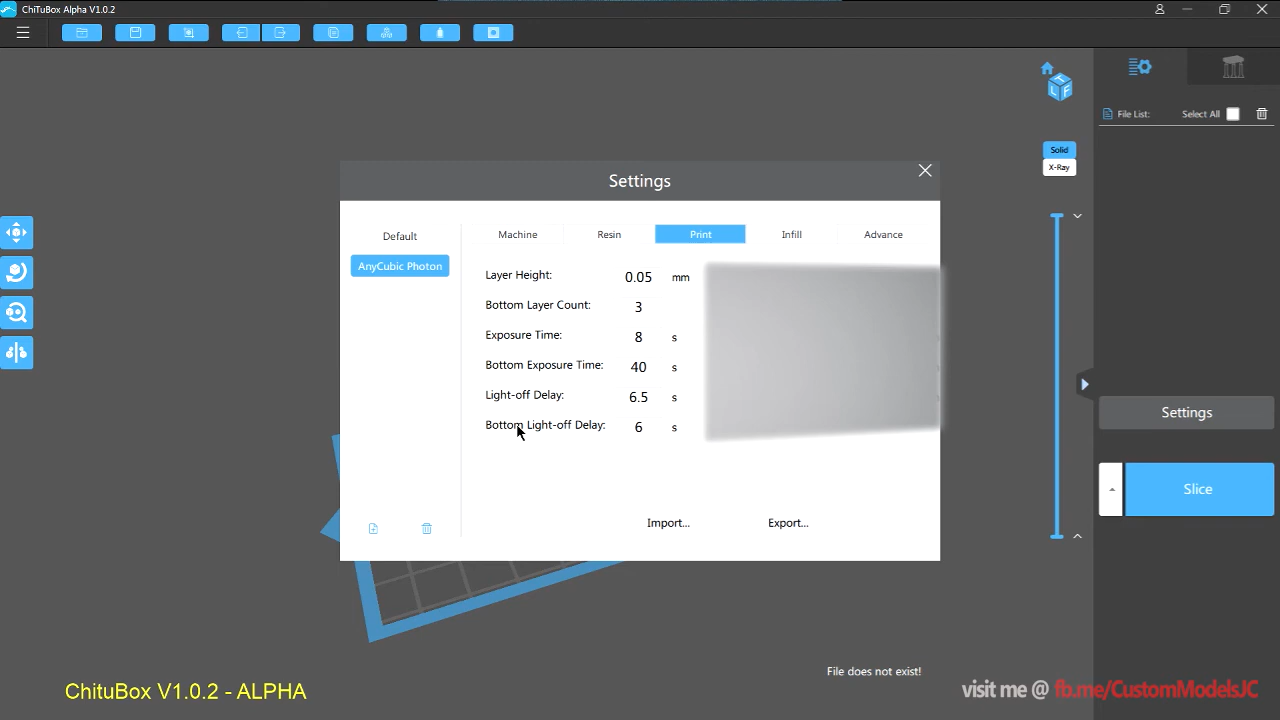 ChiTuBox Alpha V1.0.2
File List: Select All
Solid
X-Ray
Settings
Default
AnyCubic Photon
Machine Resin Print Infill Advance
Layer Height: 0.05 mm
Bottom Layer Count: 3
Exposure Time: 8 s
Bottom Exposure Time: 40 s
Light-off Delay: 6.5 s
Bottom Light-off Delay: 6 s
Import... Export...
Settings
Slice
File does not exist!
ChituBox V1.0.2 - ALPHA
visit me @ fb.me/CustomModelsJC